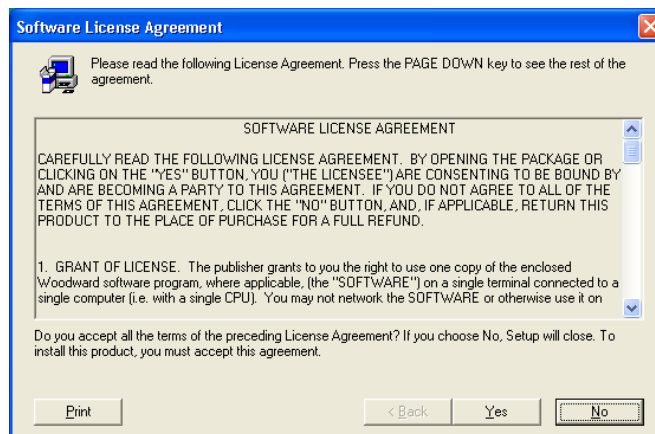 Software License Agreement
Please read the following License Agreement. Press the PAGE DOWN key to see the rest of the
agreement.
SOFTWARE LICENSE AGREEMENT
CAREFULLY READ THE FOLLOWING LICENSE AGREEMENT. BY OPENING THE PACKAGE OR
CLICKING ON THE "YES" BUTTON, YOU ("THE LICENSEE") ARE CONSENTING TO BE BOUND BY
AND ARE BECOMING A PARTY TO THIS AGREEMENT. IF YOU DO NOT AGREE TO ALL OF THE
TERMS OF THIS AGREEMENT, CLICK THE "NO" BUTTON, AND, IF APPLICABLE, RETURN THIS
PRODUCT TO THE PLACE OF PURCHASE FOR A FULL REFUND.
1. GRANT OF LICENSE. The publisher grants to you the right to use one copy of the enclosed
Woodward software program, where applicable, (the "SOFTWARE") on a single terminal connected to a
single computer (i.e. with a single CPU). You may not network the SOFTWARE or otherwise use it on
Do you accept all the terms of the preceding License Agreement? If you choose No, Setup will close. To
install this product, you must accept this agreement.
Print
< Back
Yes
No